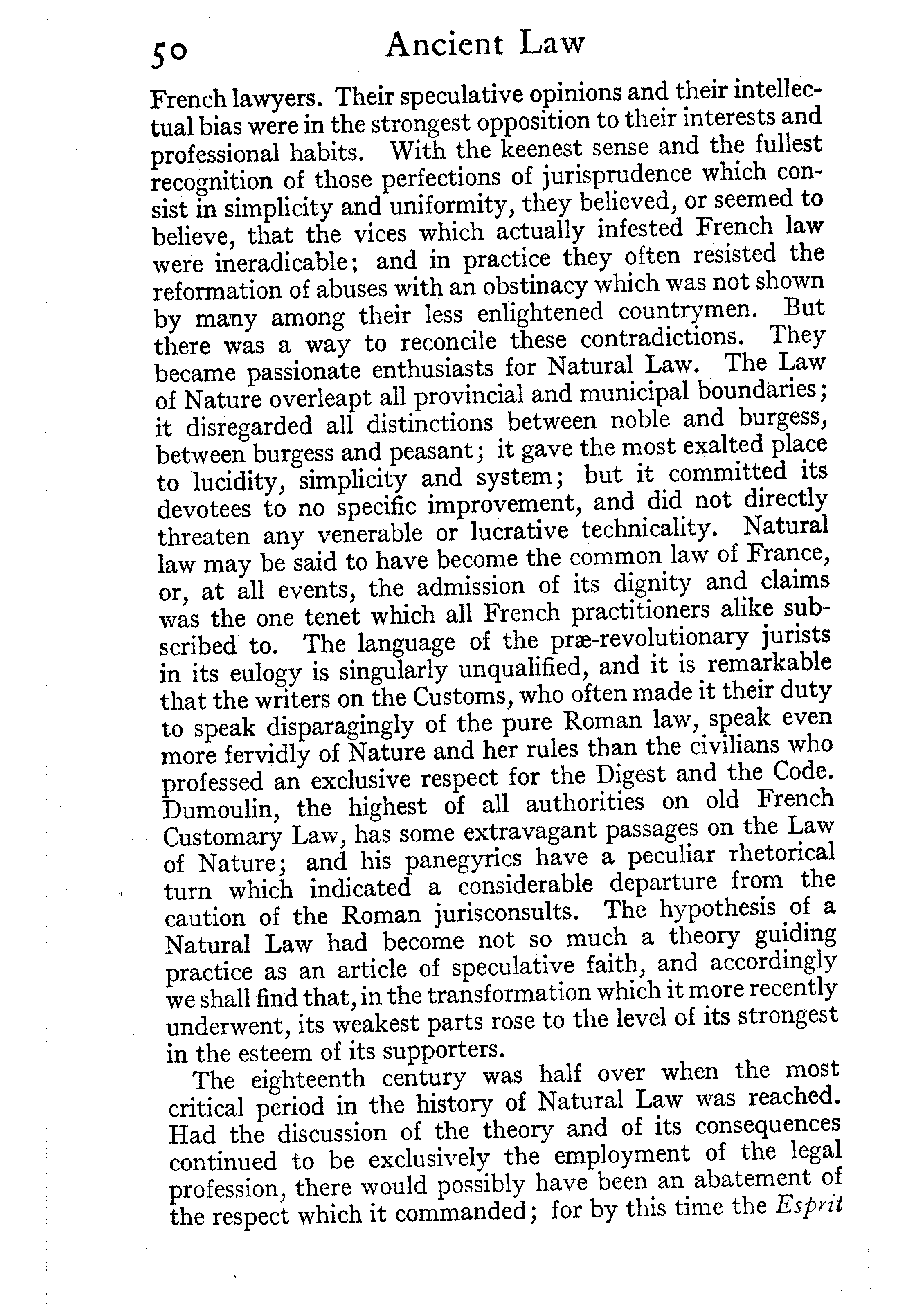 50 Ancient Law
French lawyers. Their speculative opinions and their intellec-
tual bias were in the strongest opposition to their interests and
professional habits. With the keenest sense and the fullest
recognition of those perfections of jurisprudence which con-
sist in simplicity and uniformity, they believed, or seemed to
believe, that the vices which actually infested French law
were ineradicable; and in practice they often resisted the
reformation of abuses with an obstinacy which was not shown
by many among their less enlightened countrymen. But
there was a way to reconcile these contradictions. They
became passionate enthusiasts for Natural Law. The Law
of Nature overleapt all provincial and municipal boundaries;
it disregarded all distinctions between noble and burgess,
between burgess and peasant; it gave the most exalted place
to lucidity, simplicity and system; but it committed its
devotees to no specific improvement, and did not directly
threaten any venerable or lucrative technicality. Natural
law may be said to have become the common law of France,
or, at all events, the admission of its dignity and claims
was the one tenet which all French practitioners alike sub-
scribed to. The language of the præ-revolutionary jurists
in its eulogy is singularly unqualified, and it is remarkable
that the writers on the Customs, who often made it their duty
to speak disparagingly of the pure Roman law, speak even
more fervidly of Nature and her rules than the civilians who
professed an exclusive respect for the Digest and the Code.
Dumoulin, the highest of all authorities on old French
Customary Law, has some extravagant passages on the Law
of Nature; and his panegyrics have a peculiar rhetorical
turn which indicated a considerable departure from the
caution of the Roman jurisconsults. The hypothesis of a
Natural Law had become not so much a theory guiding
practice as an article of speculative faith, and accordingly
we shall find that, in the transformation which it more recently
underwent, its weakest parts rose to the level of its strongest
in the esteem of its supporters.
The eighteenth century was half over when the most
critical period in the history of Natural Law was reached.
Had the discussion of the theory and of its consequences
continued to be exclusively the employment of the legal
profession, there would possibly have been an abatement of
the respect which it commanded; for by this time the Esprit